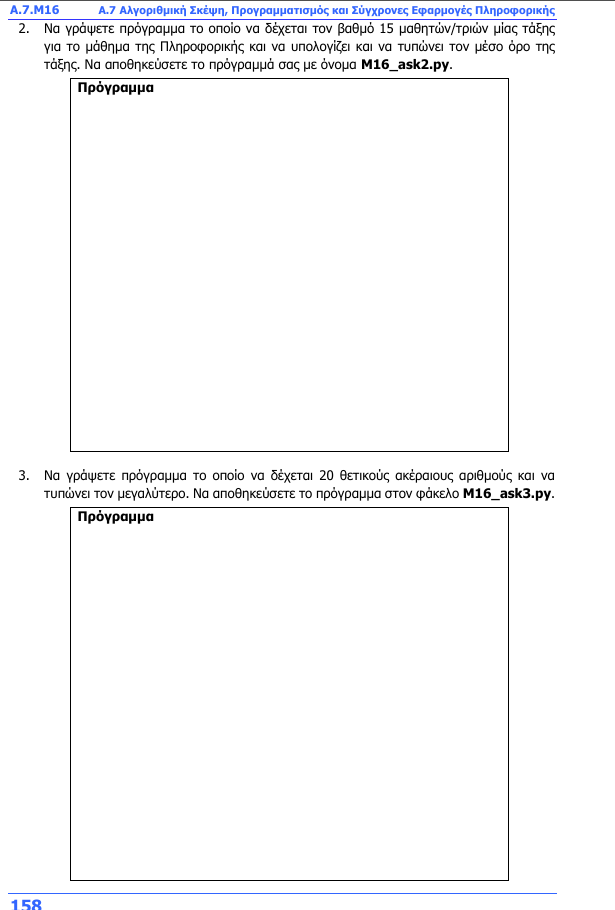 Α.7.Μ16 Α.7 Αλγοριθμική Σκέψη, Προγραμματισμός και Σύγχρονες Εφαρμογές Πληροφορικής
2. Να γράψετε πρόγραμμα το οποίο να δέχεται τον βαθμό 15 μαθητών/τριών μίας τάξης
για το μάθημα της Πληροφορικής και να υπολογίζει και να τυπώνει τον μέσο όρο της
τάξης. Να αποθηκεύσετε το πρόγραμμά σας με όνομα M16_ask2.py.
Πρόγραμμα
3. Να γράψετε πρόγραμμα το οποίο να δέχεται 20 θετικούς ακέραιους αριθμούς και να
τυπώνει τον μεγαλύτερο. Να αποθηκεύσετε το πρόγραμμα στον φάκελο M16_ask3.py.
Πρόγραμμα
158